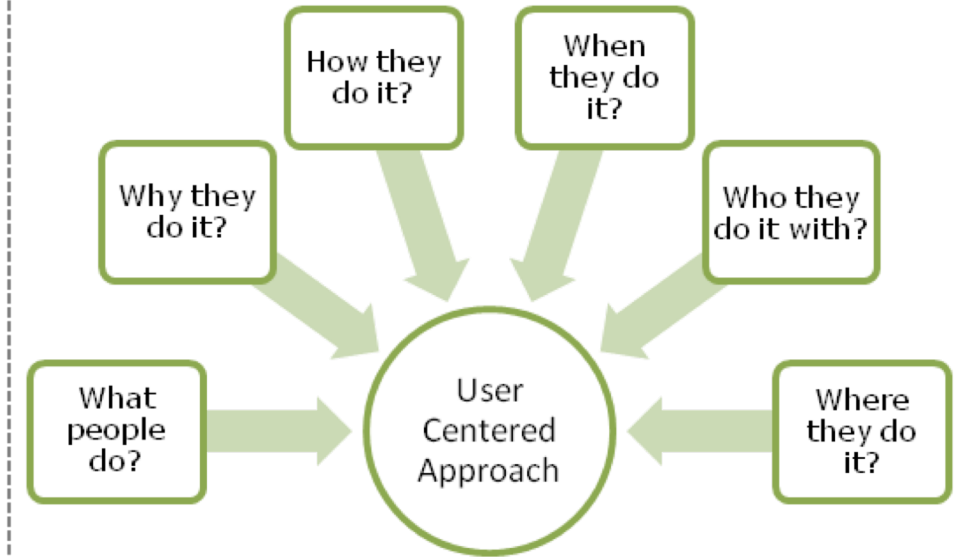 How they
do it?
When
they do
it?
Why they
do it?
Who they
do it with?
What
people
do?
User
Centered
Approach
Where
they do
it?